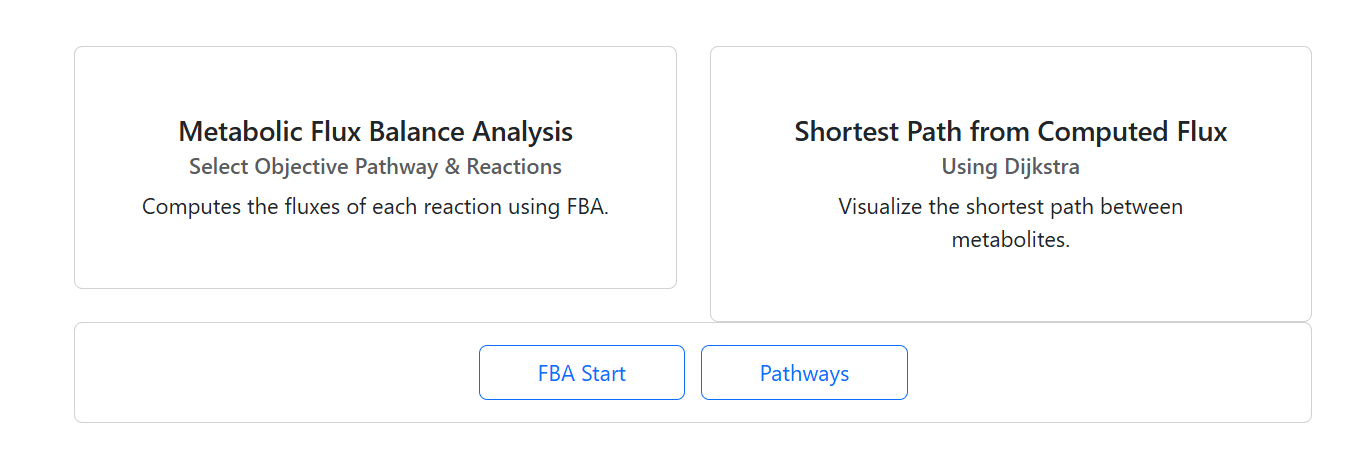 Metabolic Flux Balance Analysis
Select Objective Pathway & Reactions
Computes the fluxes of each reaction using FBA.
Shortest Path from Computed Flux
Using Dijkstra
Visualize the shortest path between
metabolites.
FBA Start
Pathways